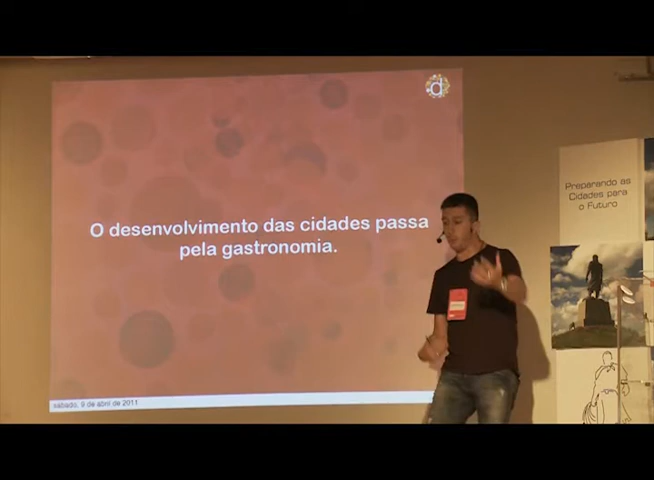 d
O desenvolvimento das cidades passa
pela gastronomia.
sábado, 9 de abril de 2011
Preparando as
Cidades para
o Futuro